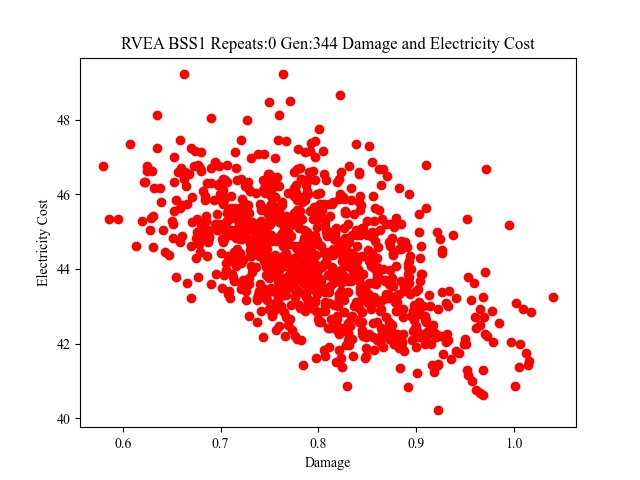 RVEA BSS1 Repeats:0 Gen:344 Damage and Electricity Cost
48
46
44
42
40
Electricity Cost
0.6 0.7 0.8 0.9 1.0
Damage